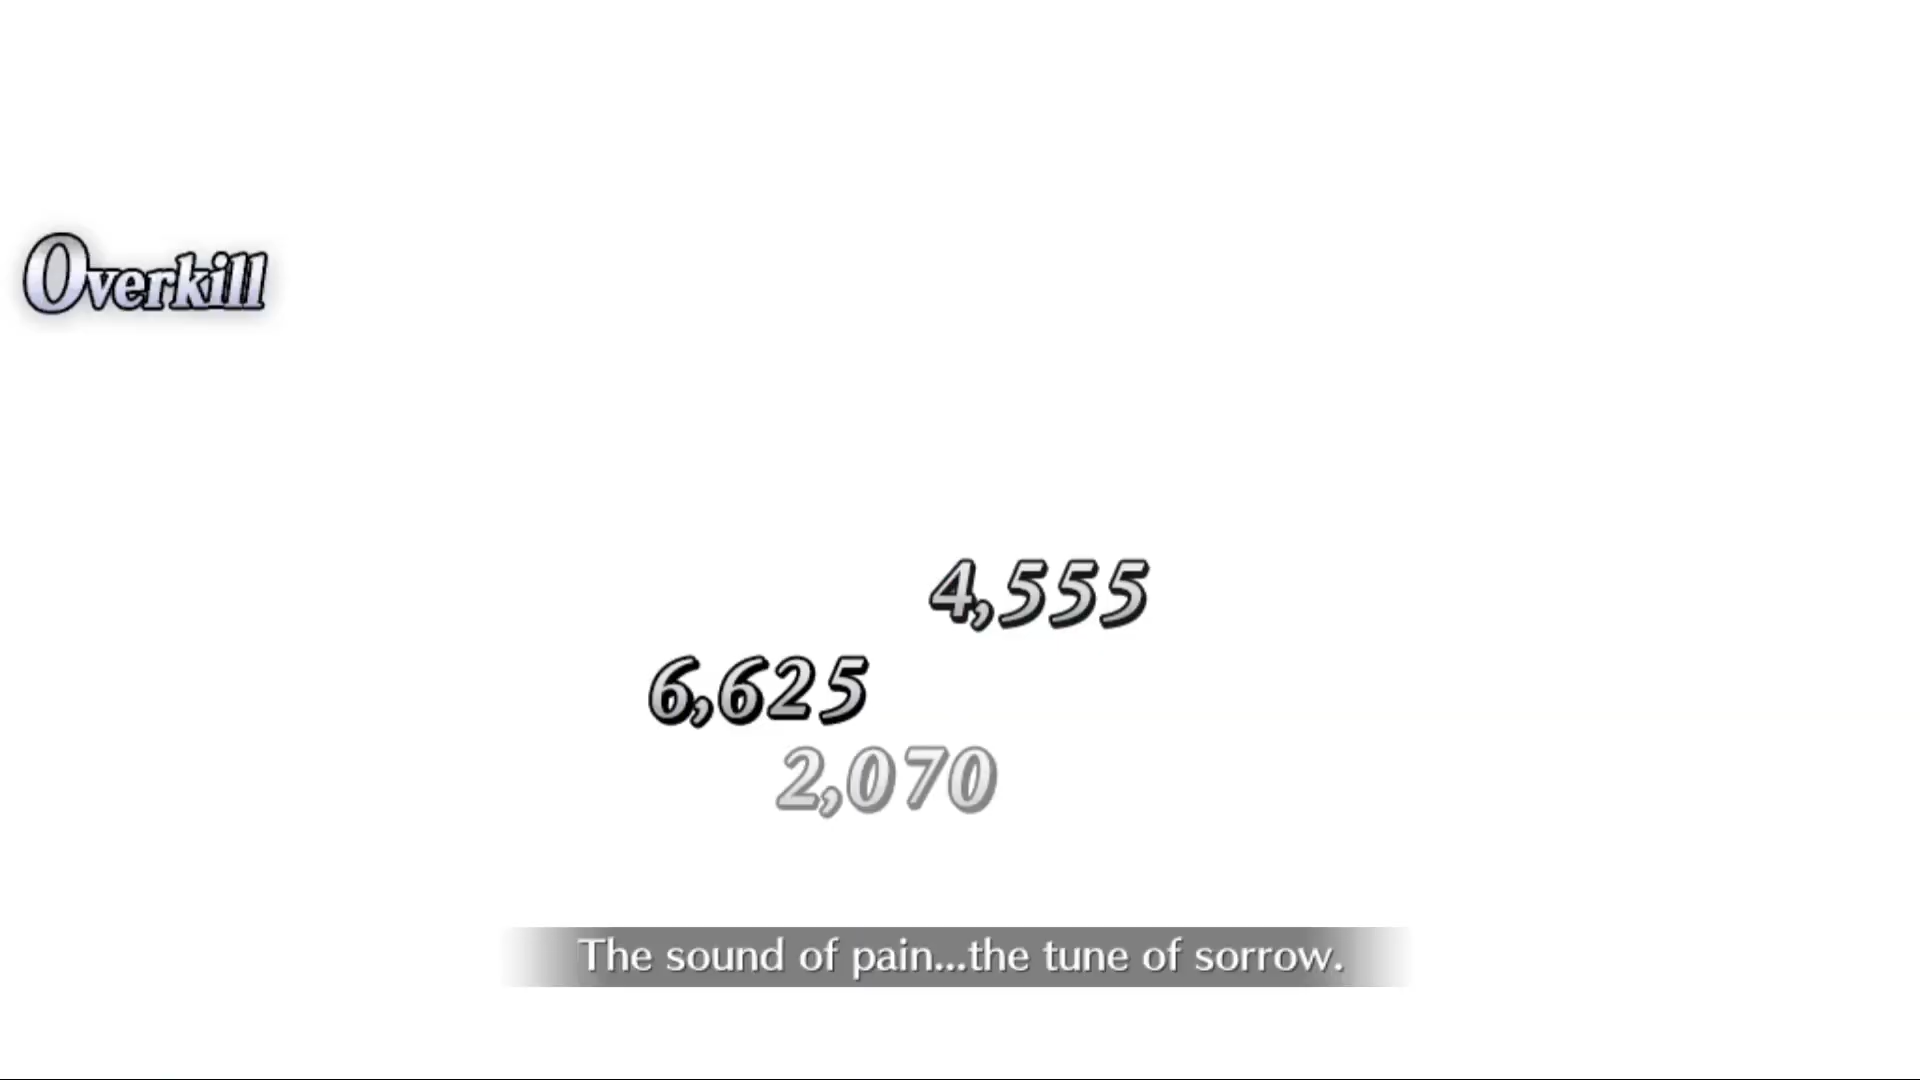 Overkill
4,555
6,625
2,070
The sound of pain...the tune of sorrow.